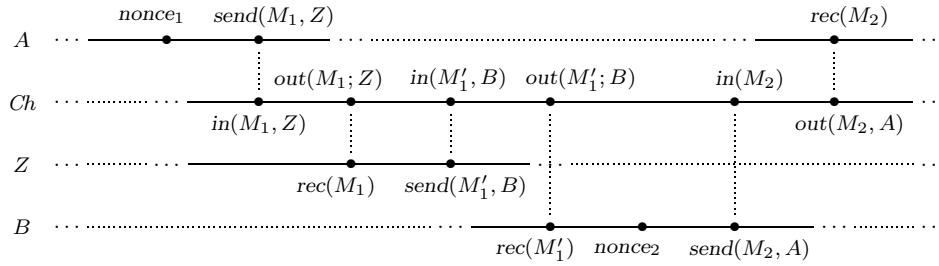 nonce₁ send(M₁, Z) rec(M₂)
A ··· ··· ··· ···
out(M₁; Z) in(M′₁, B) out(M′₁; B) in(M₂)
Ch ··· ··· ···
in(M₁, Z) out(M₂, A)
Z ··· ··· ··· ···
rec(M₁) send(M′₁, B)
B ··· ··· ··· ···
rec(M′₁) nonce₂ send(M₂, A)